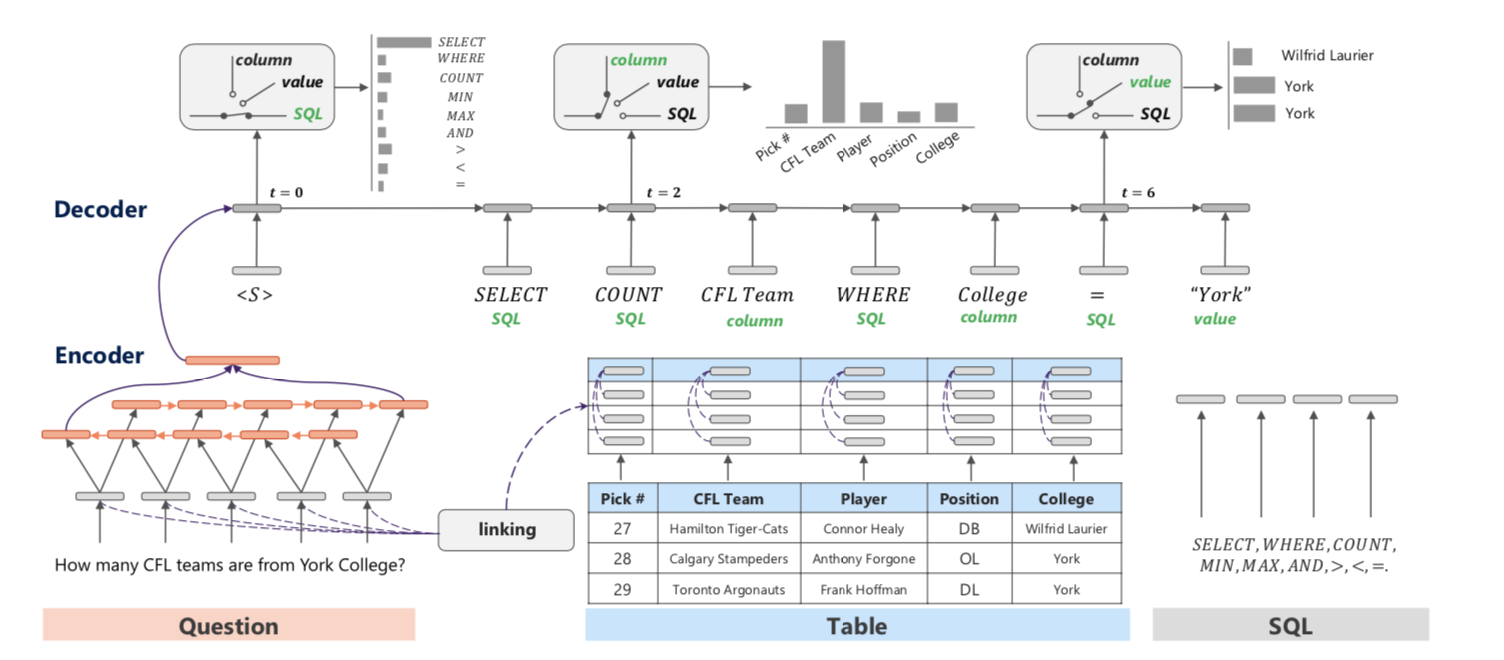 column
value
SQL
SELECT
WHERE
COUNT
MIN
MAX
AND
>
<
=
column
value
SQL
Pick #
CFL Team
Player
Position
College
column
value
SQL
Wilfrid Laurier
York
York
Decoder
t = 0
t = 2
t = 6
<S>
SELECT COUNT CFL Team WHERE College = “York”
SQL SQL column SQL column SQL value
Encoder
linking
How many CFL teams are from York College?
Question
Pick # CFL Team Player Position College
27 Hamilton Tiger-Cats Connor Healy DB Wilfrid Laurier
28 Calgary Stampeders Anthony Forgone OL York
29 Toronto Argonauts Frank Hoffman DL York
Table
SELECT, WHERE, COUNT,
MIN, MAX, AND, >, <, =.
SQL